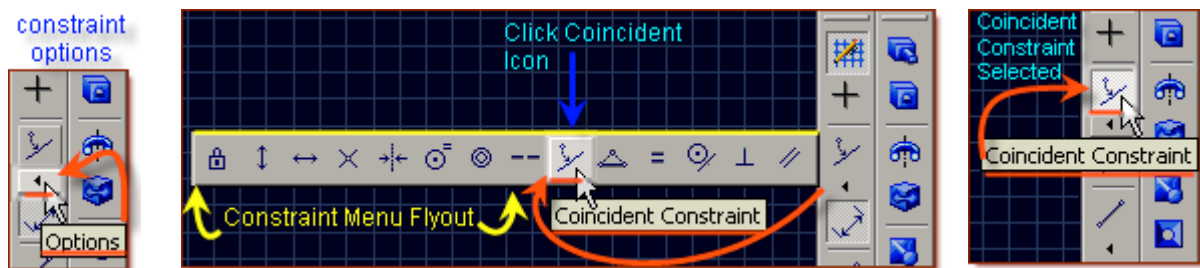 constraint
options
Options
Click Coincident
Icon
Constraint Menu Flyout
Coincident Constraint
Coincident
Constraint
Selected
Coincident Constraint